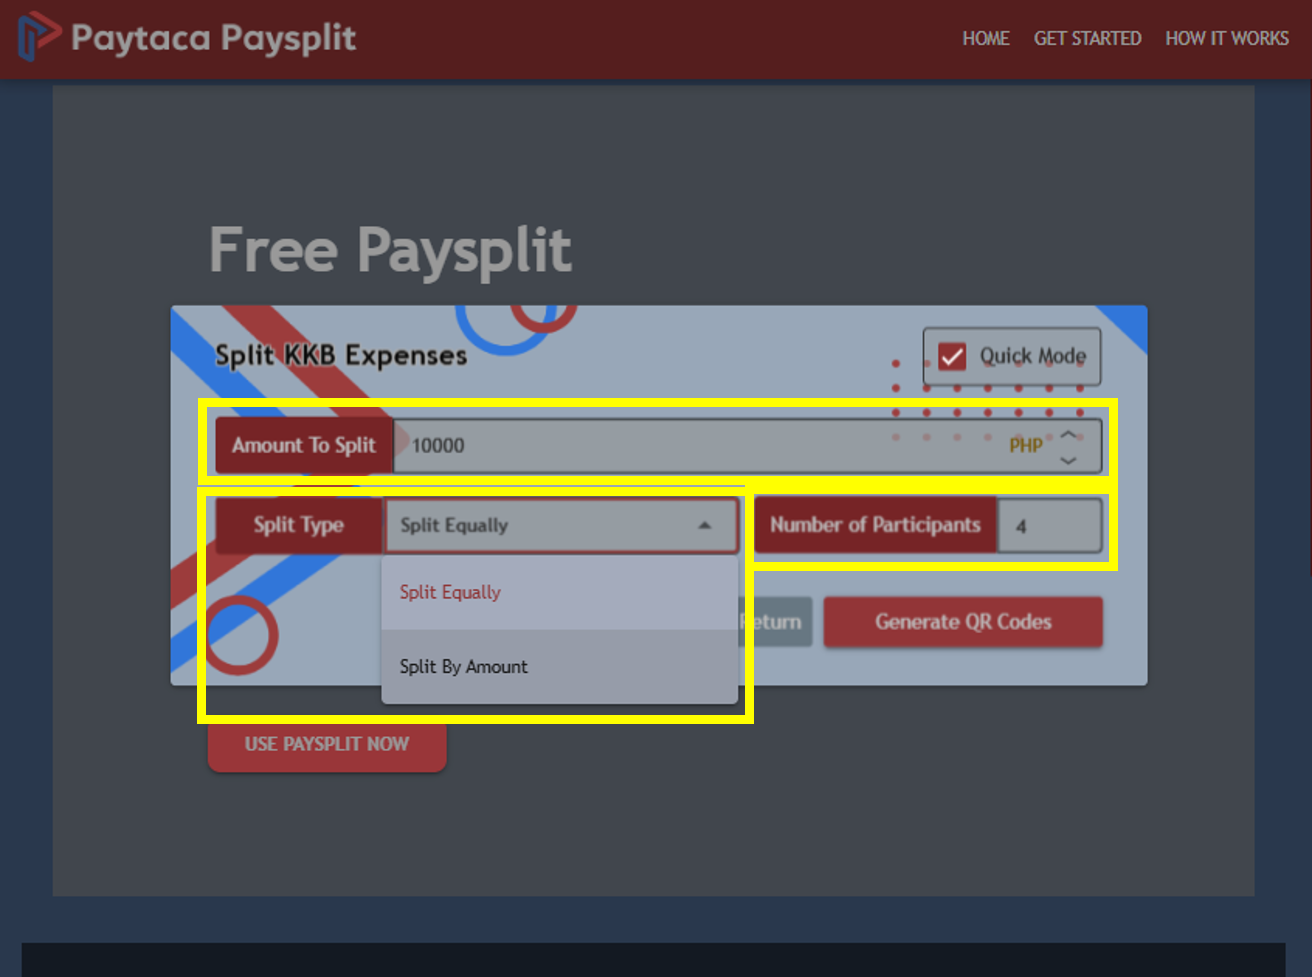 Paytaca Paysplit
HOME GET STARTED HOW IT WORKS
Free Paysplit
Split KKB Expenses
Quick Mode
Amount To Split 10000 PHP
Split Type Split Equally Number of Participants 4
Split Equally
Return Generate QR Codes
Split By Amount
USE PAYSPLIT NOW